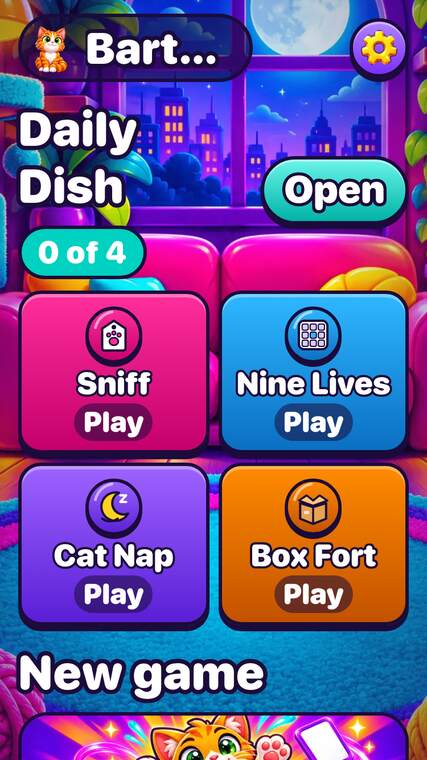 Bart...
Daily
Dish
Open
0 of 4
Sniff
Play
Nine Lives
Play
z
Cat Nap
Play
Box Fort
Play
New game